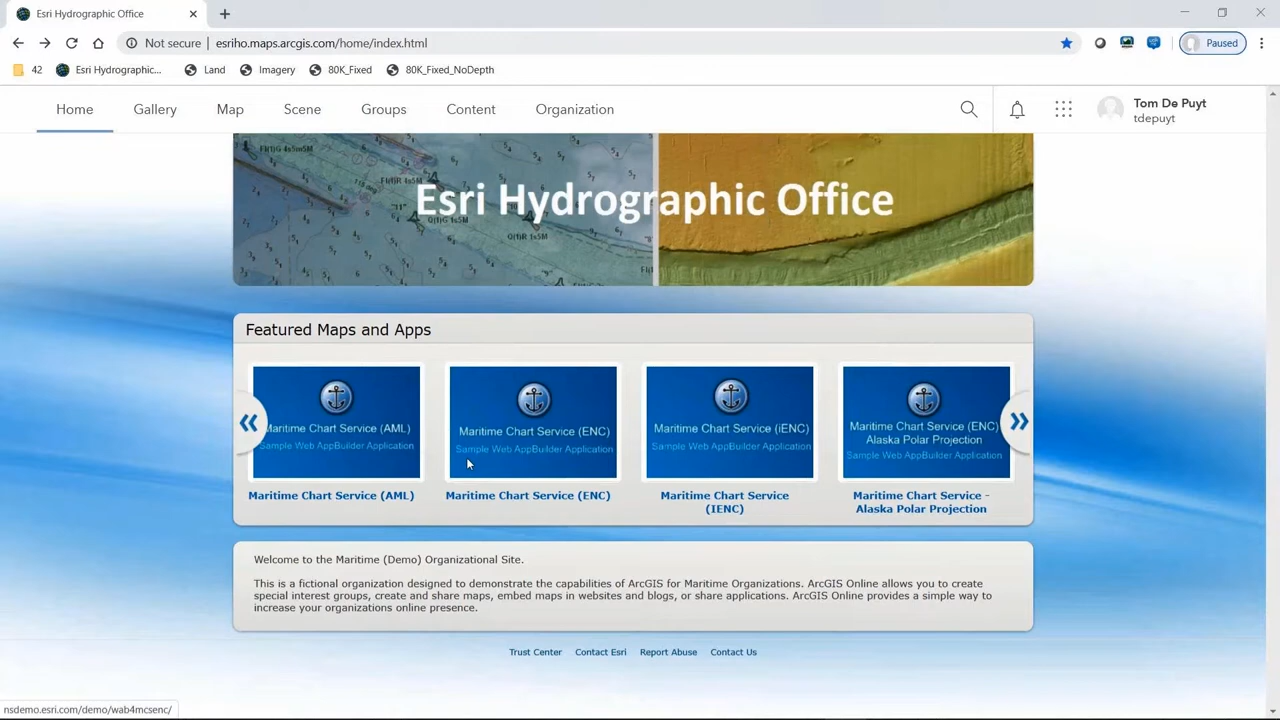 Esri Hydrographic Office
Not secure | esriho.maps.arcgis.com/home/index.html
Paused
42
Esri Hydrographic...
Land
Imagery
80K_Fixed
80K_Fixed_NoDepth
Home
Gallery
Map
Scene
Groups
Content
Organization
Tom De Puyt
tdepuyt
Esri Hydrographic Office
Featured Maps and Apps
Maritime Chart Service (AML)
Sample Web AppBuilder Application
Maritime Chart Service (AML)
Maritime Chart Service (ENC)
Sample Web AppBuilder Application
Maritime Chart Service (ENC)
Maritime Chart Service (iENC)
Sample Web AppBuilder Application
Maritime Chart Service
(IENC)
Maritime Chart Service (ENC)
Alaska Polar Projection
Sample Web AppBuilder Application
Maritime Chart Service -
Alaska Polar Projection
Welcome to the Maritime (Demo) Organizational Site.
This is a fictional organization designed to demonstrate the capabilities of ArcGIS for Maritime Organizations. ArcGIS Online allows you to create
special interest groups, create and share maps, embed maps in websites and blogs, or share applications. ArcGIS Online provides a simple way to
increase your organizations online presence.
Trust Center
Contact Esri
Report Abuse
Contact Us
nsdemo.esri.com/demo/wab4mcsenc/